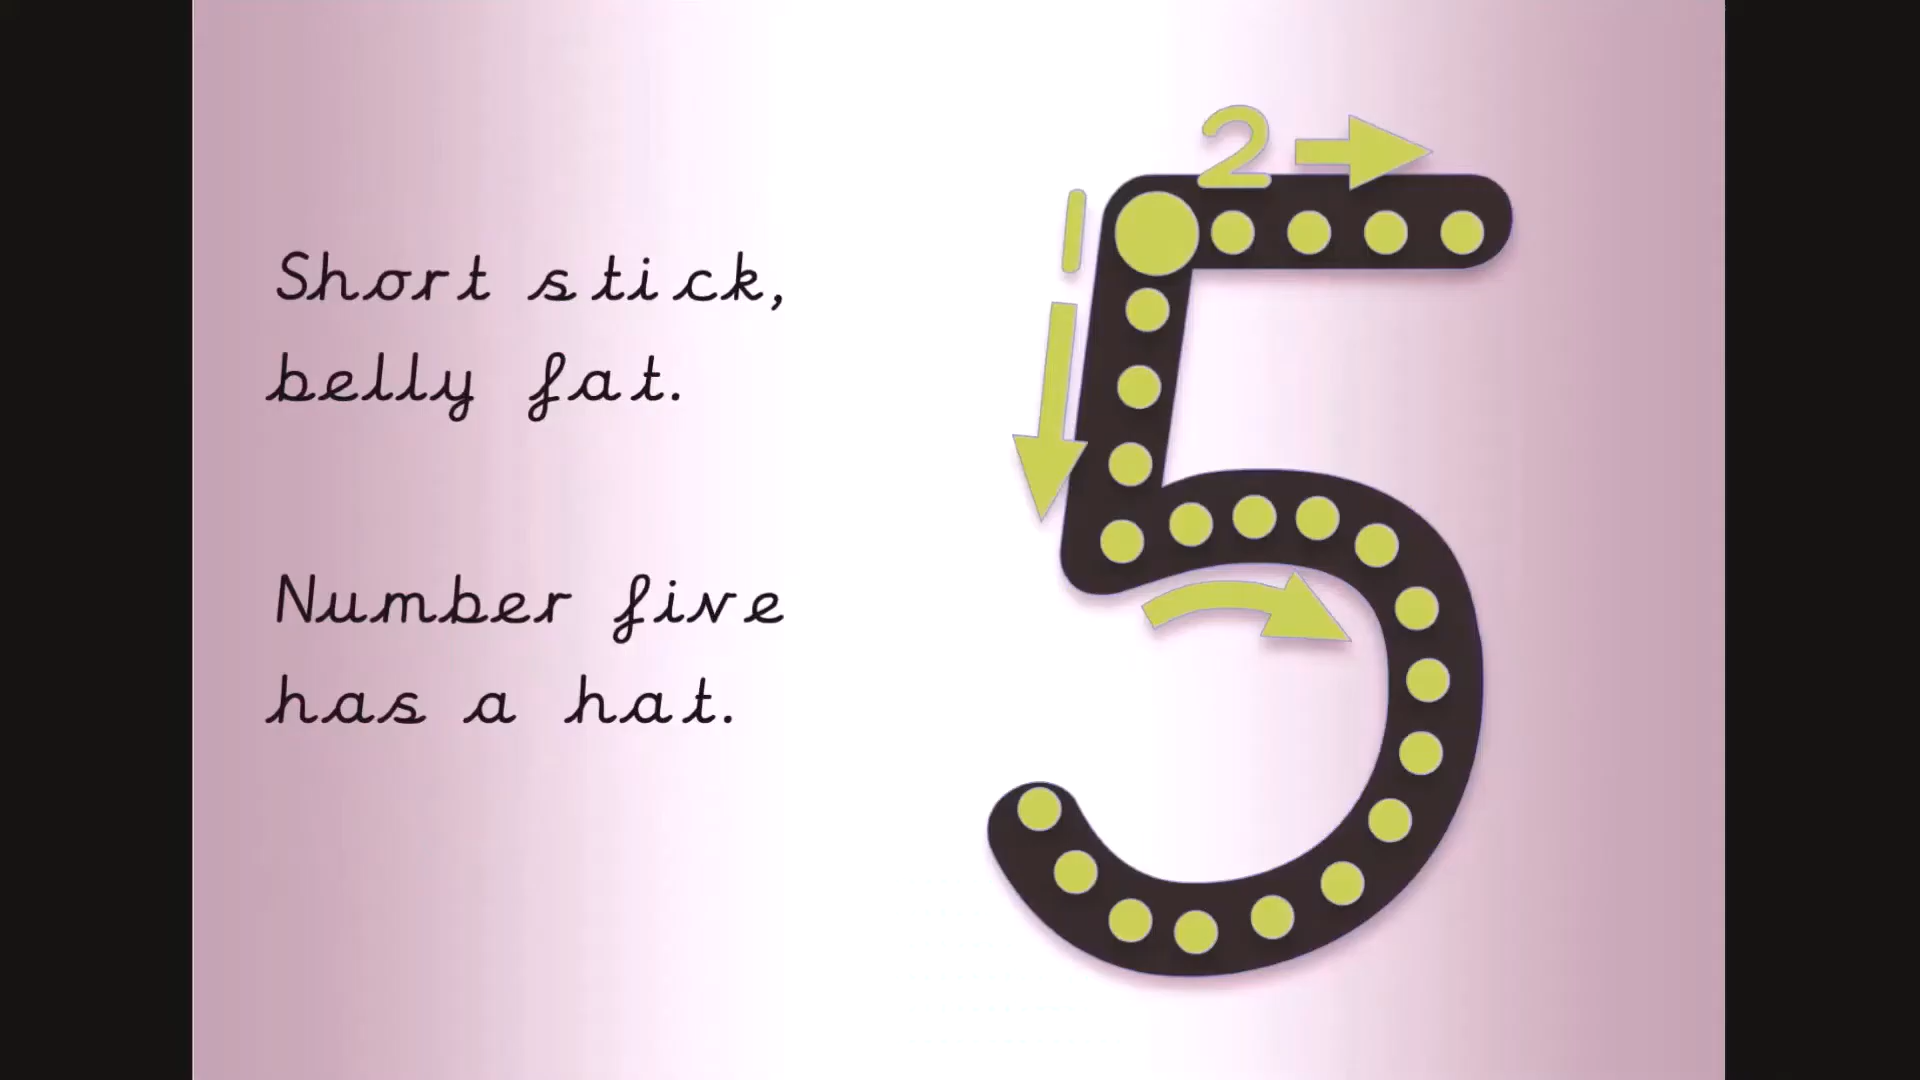 Short stick,
belly fat.
Number five
has a hat.
1
2
5